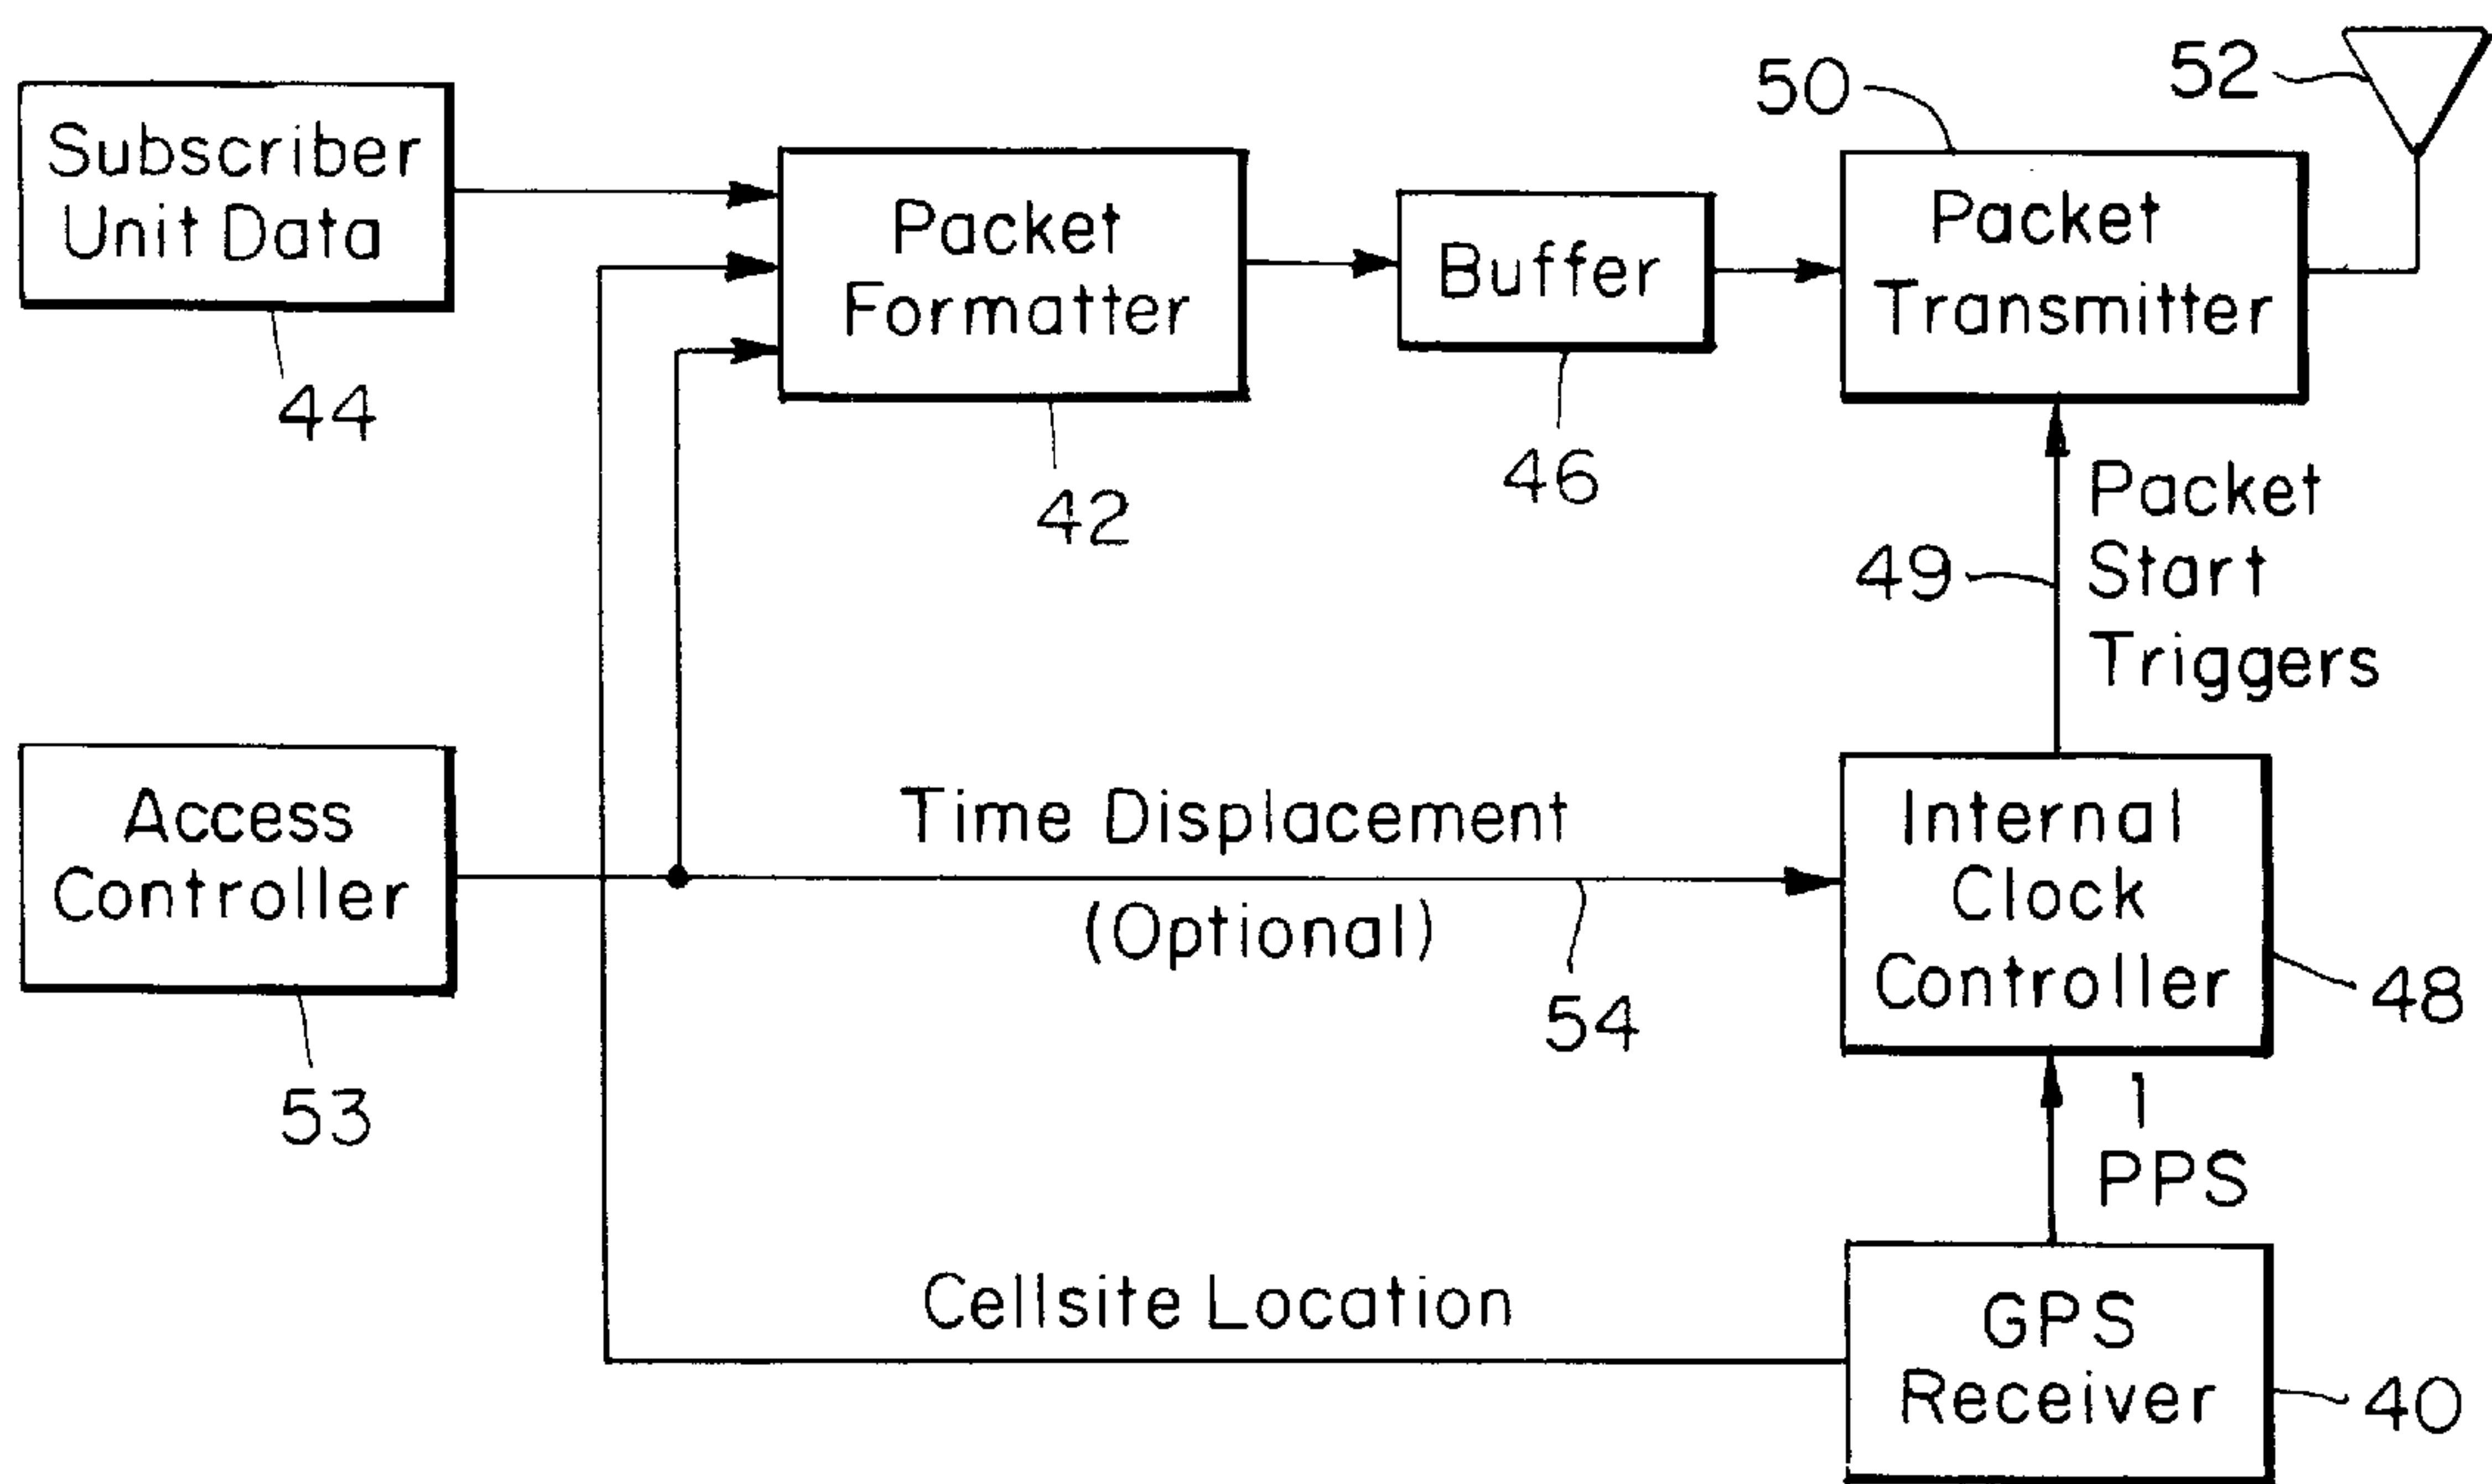 52
50
Subscriber
Unit Data
44
Packet
Formatter
42
Buffer
46
Packet
Transmitter
49
Packet
Start
Triggers
Access
Controller
53
Time Displacement
(Optional)
54
Internal
Clock
Controller
48
1
PPS
Cellsite Location
GPS
Receiver
40